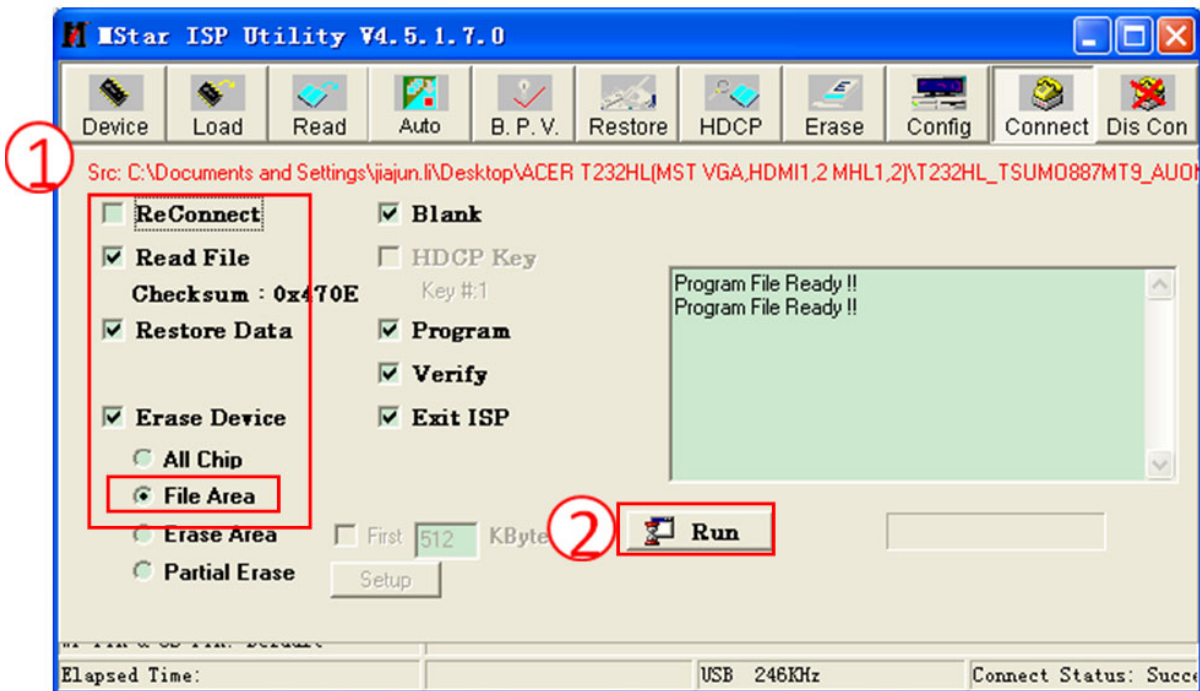 MStar ISP Utility V4.5.1.7.0
Device Load Read Auto B. P. V. Restore HDCP Erase Config Connect Dis Con
1
Src: C:\Documents and Settings\jiajun.li\Desktop\ACER T232HL(MST VGA,HDMI1,2 MHL1,2)\T232HL_TSUMO887MT9_AUO
ReConnect Blank
Read File HDCP Key
Checksum : 0x470E Key #:1
Program File Ready !!
Program File Ready !!
Restore Data Program
Verify
Erase Device Exit ISP
All Chip
File Area
Erase Area First 512 KByte 2 Run
Partial Erase Setup
Elapsed Time: USB 246KHz Connect Status: Succe